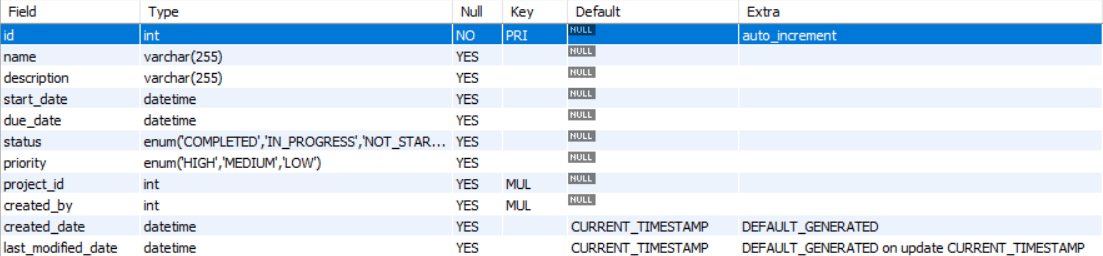 Field Type Null Key Default Extra
id int NO PRI NULL auto_increment
name varchar(255) YES NULL
description varchar(255) YES NULL
start_date datetime YES NULL
due_date datetime YES NULL
status enum('COMPLETED','IN_PROGRESS','NOT_STAR... YES NULL
priority enum('HIGH','MEDIUM','LOW') YES NULL
project_id int YES MUL NULL
created_by int YES MUL NULL
created_date datetime YES CURRENT_TIMESTAMP DEFAULT_GENERATED
last_modified_date datetime YES CURRENT_TIMESTAMP DEFAULT_GENERATED on update CURRENT_TIMESTAMP